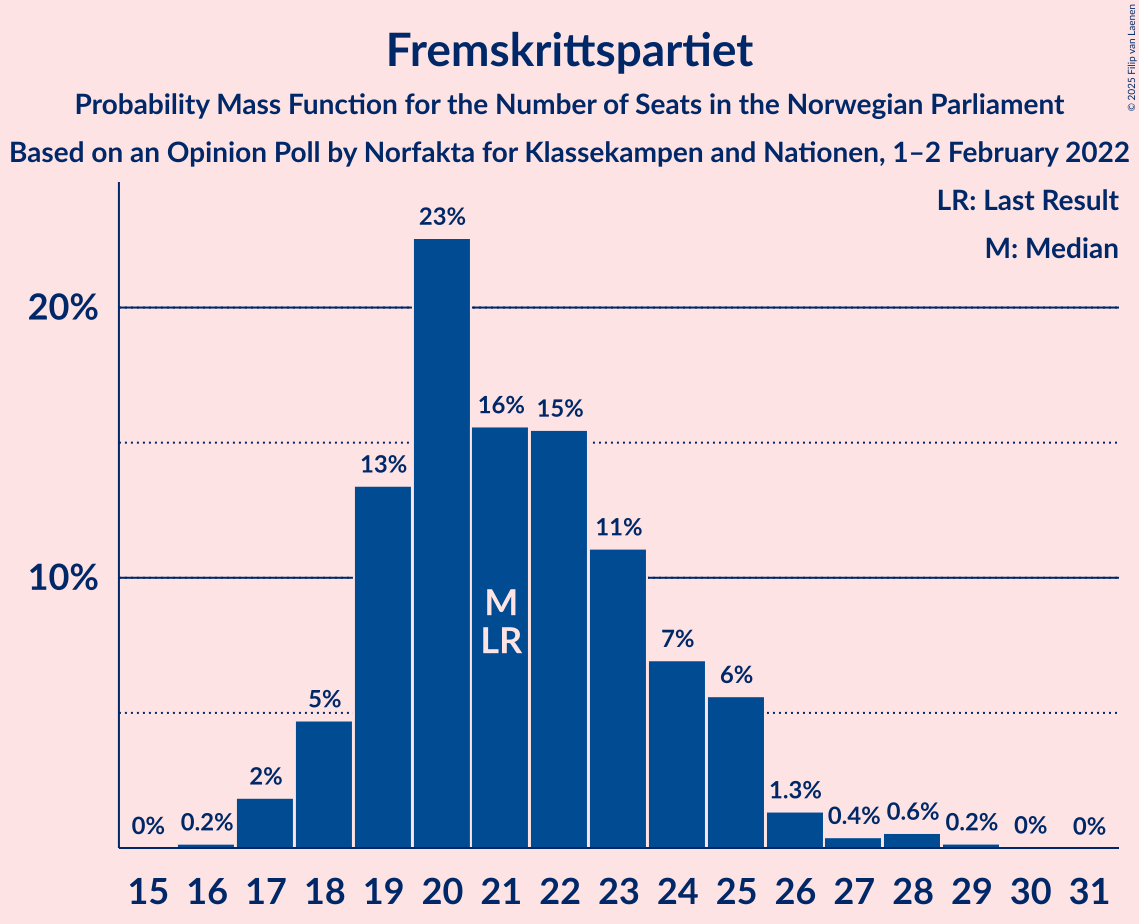 Fremskrittspartiet
Probability Mass Function for the Number of Seats in the Norwegian Parliament
Based on an Opinion Poll by Norfakta for Klassekampen and Nationen, 1–2 February 2022
© 2025 Filip van Laenen
LR: Last Result
M: Median
20%
10%
0%
0.2%
2%
5%
13%
23%
16%
15%
11%
7%
6%
1.3%
0.4%
0.6%
0.2%
0%
0%
M
LR
15 16 17 18 19 20 21 22 23 24 25 26 27 28 29 30 31